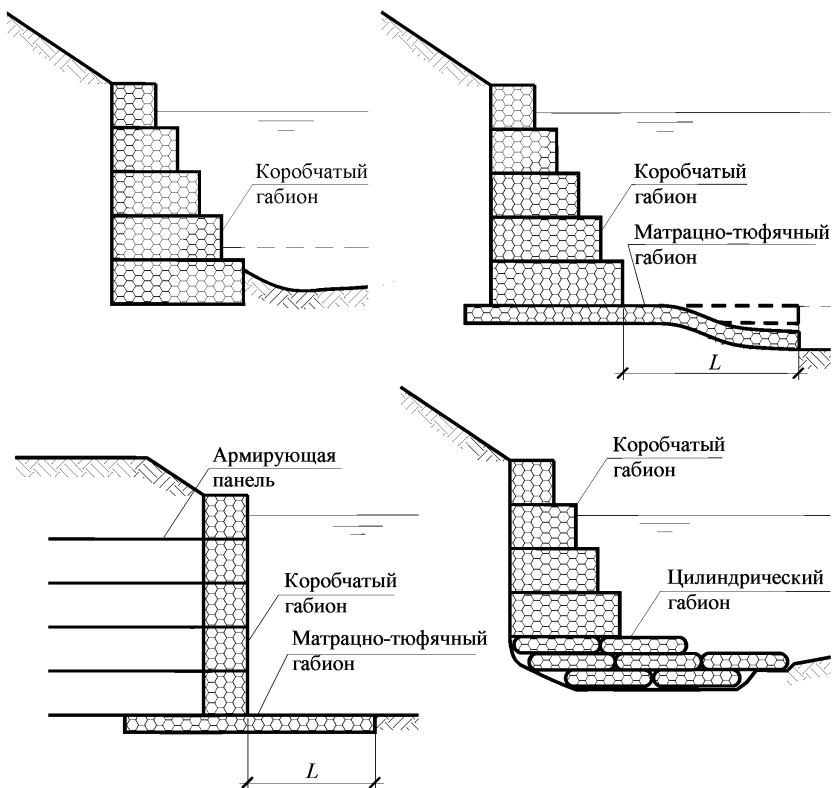 Коробчатый
габион
Коробчатый
габион
Матрацно-тюфячный
габион
L
Армирующая
панель
Коробчатый
габион
Матрацно-тюфячный
габион
L
Коробчатый
габион
Цилиндрический
габион